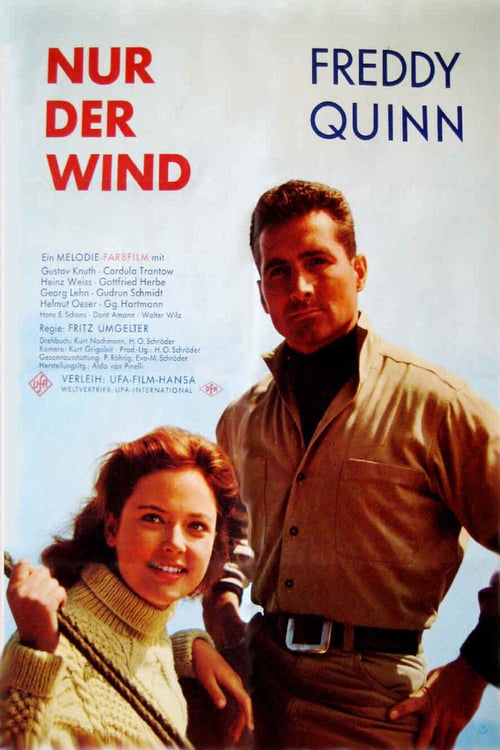 NUR
DER
WIND
FREDDY
QUINN
Ein MELODIE-FARBFILM mit
Gustav Knuth · Cordula Trantow
Heinz Weiss · Gottfried Herbe
Georg Lehn · Gudrun Schmidt
Helmut Oeser · Gg. Hartmann
Hans E. Schons · Dorit Amann · Walter Wilz
Regie: FRITZ UMGELTER
Drehbuch: Kurt Nachmann, H. O. Schröder
Kamera: Kurt Grigoleit · Prod.-Ltg.: H. O. Schröder
Gesamtausstattung: P. Röhrig, Eva-M. Schröder
Herstellungsltg.: Aldo von Pinelli
UFA
VERLEIH: UFA-FILM-HANSA
WELTVERTRIEB: UFA-INTERNATIONAL
DFH